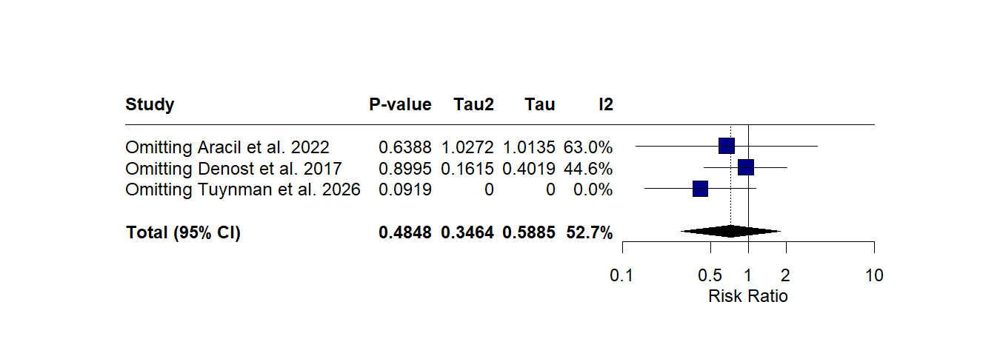 Study P-value Tau2 Tau I2
Omitting Aracil et al. 2022 0.6388 1.0272 1.0135 63.0%
Omitting Denost et al. 2017 0.8995 0.1615 0.4019 44.6%
Omitting Tuynman et al. 2026 0.0919 0 0 0.0%
Total (95% CI) 0.4848 0.3464 0.5885 52.7%
0.1 0.5 1 2 10
Risk Ratio